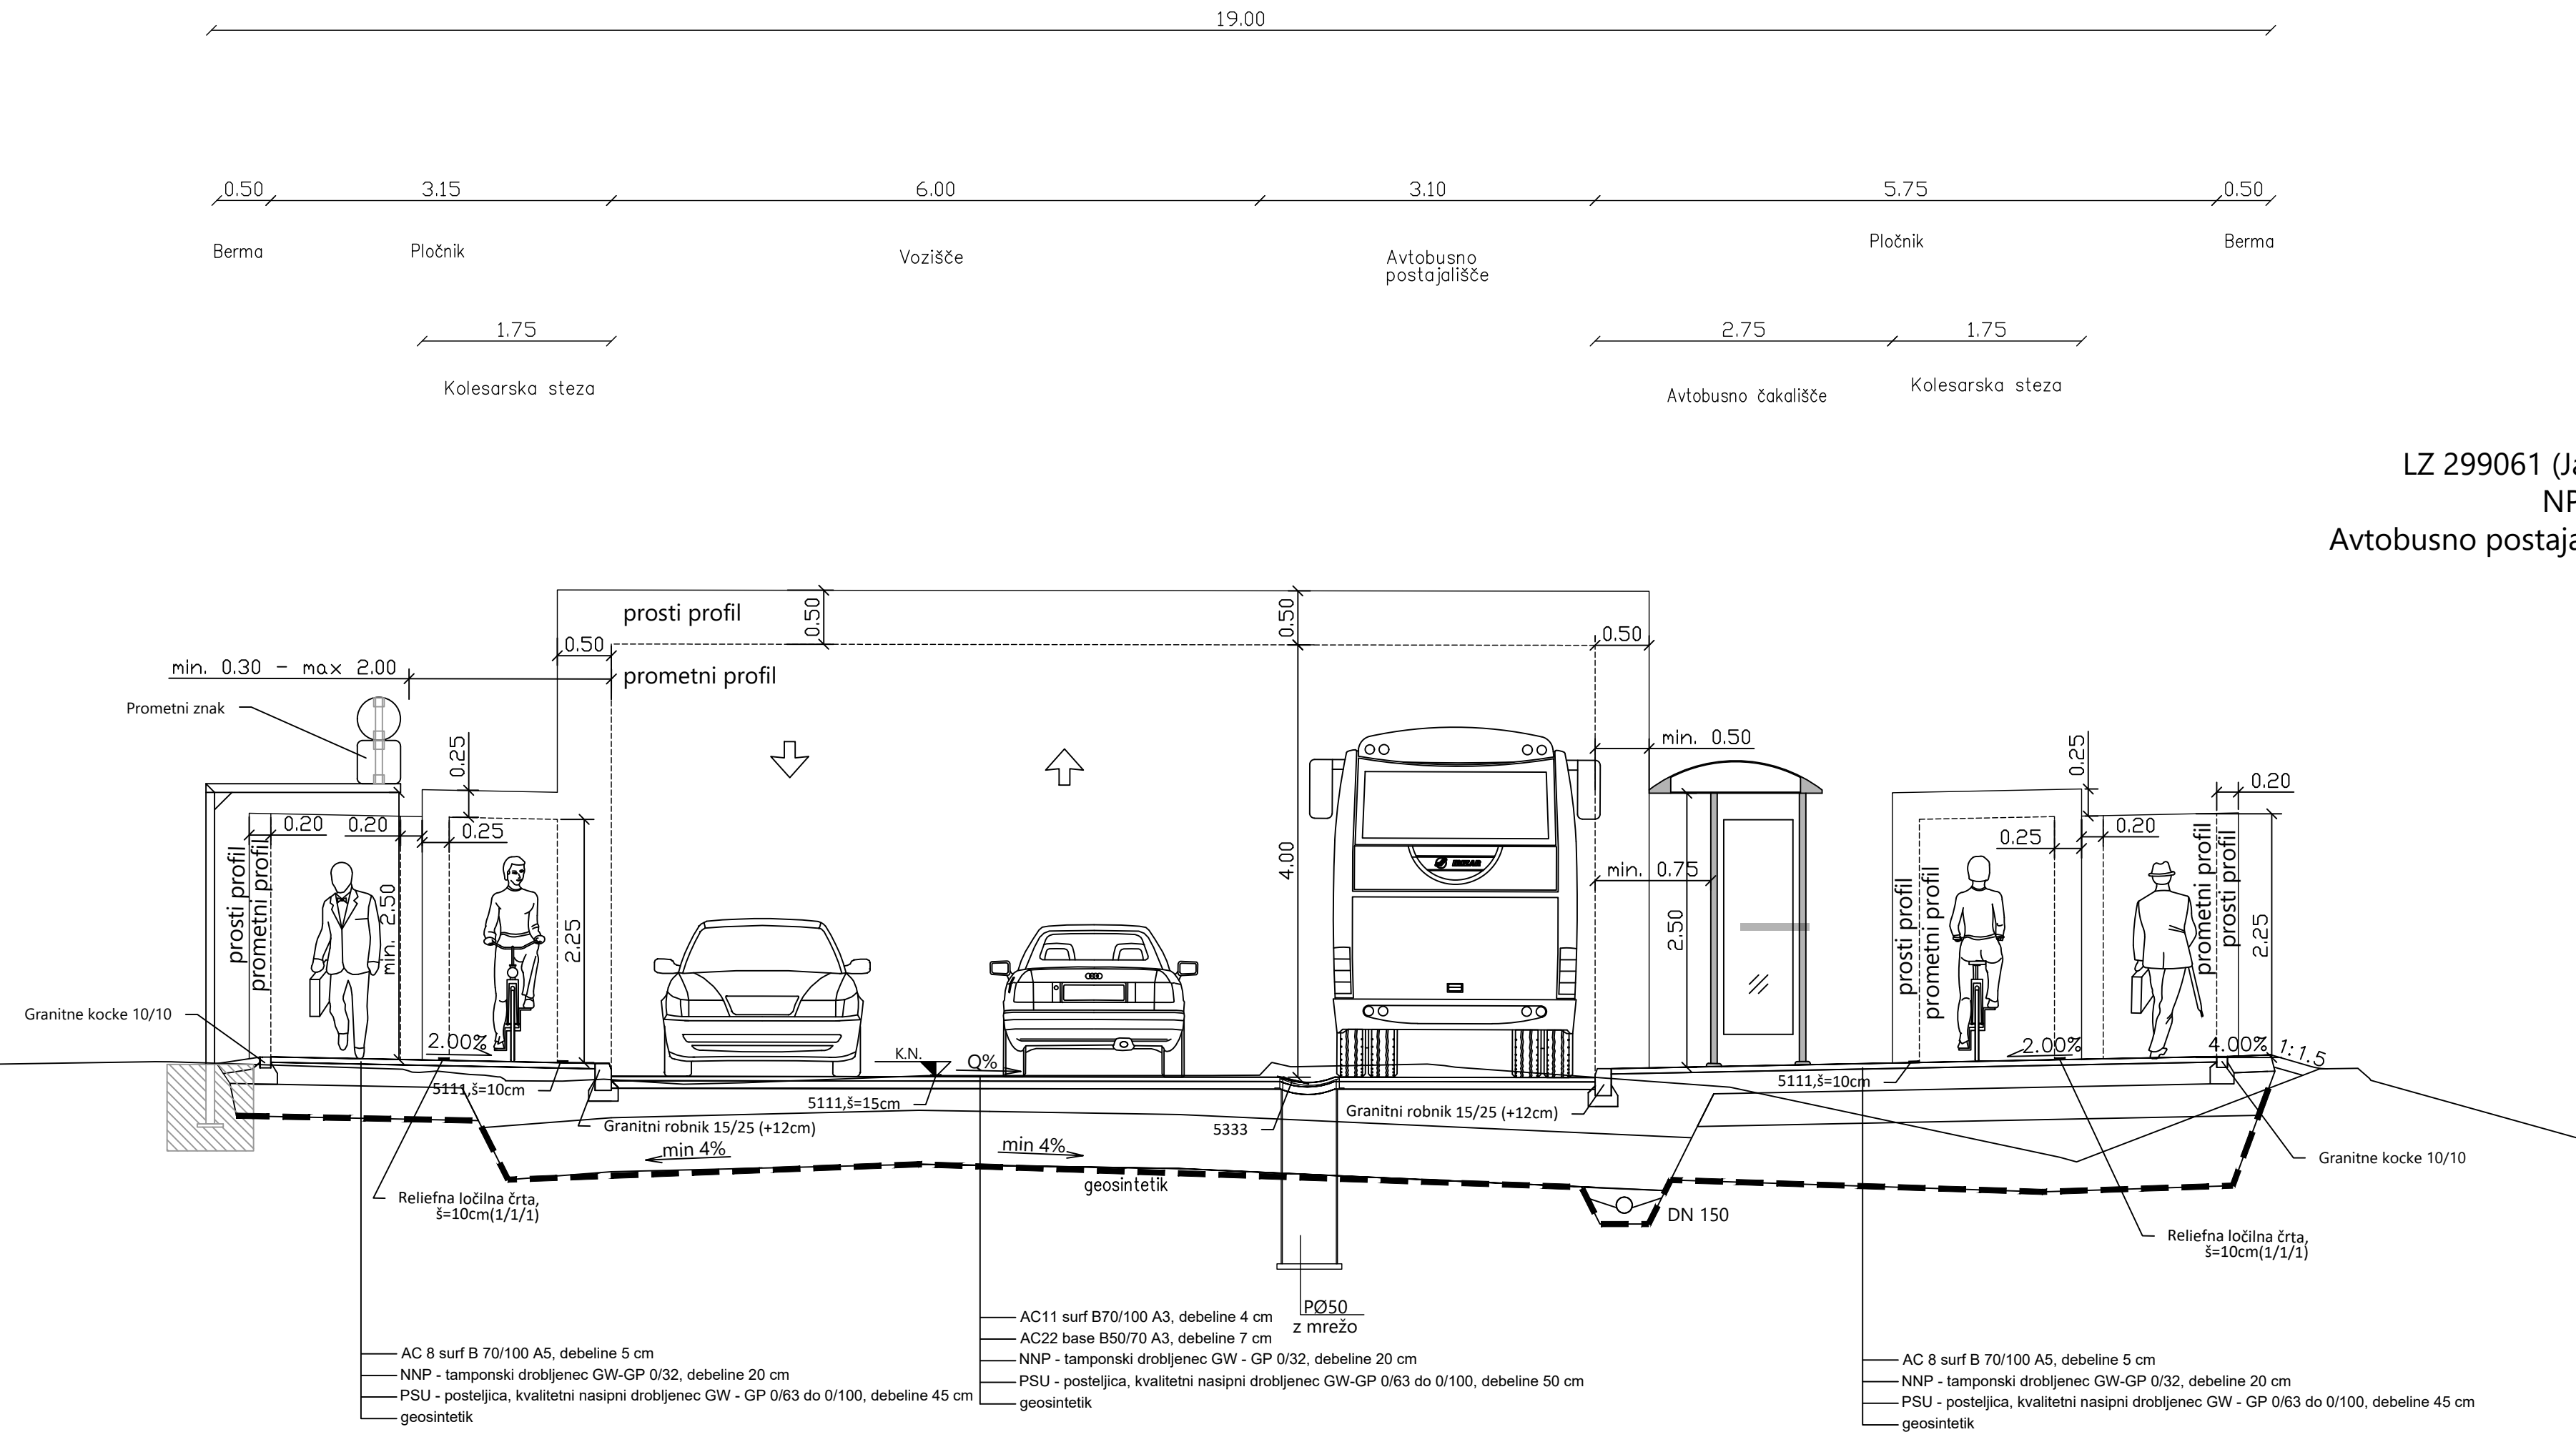 19.00
0.50
3.15
6.00
3.10
5.75
0.50
Berma
Pločnik
Vozišče
Avtobusno
postajališče
Pločnik
Berma
1.75
2.75
1.75
Kolesarska steza
Avtobusno čakališče
Kolesarska steza
LZ 299061
Avtobusno
prosti profil
0.50
0.50
0.50
0.50
min. 0.30 - max 2.00
prometni profil
Prometni znak
0.25
min. 0.50
0.25
0.20
0.20
0.20
0.25
0.25
0.20
prosti profil
prometni profil
min. 2.50
2.25
4.00
min. 0.75
2.50
prosti profil
prometni profil
prometni profil
prosti profil
2.25
IRIZAR
Granitne kocke 10/10
2.00%
K.N.
Q%
2.00%
4.00%
1:1.5
5111,š=10cm
5111,š=15cm
5111,š=10cm
Granitni robnik 15/25 (+12cm)
5333
Granitni robnik 15/25 (+12cm)
min 4%
min 4%
geosintetik
Granitne kocke 10/10
Reliefna ločilna črta,
š=10cm(1/1/1)
DN 150
Reliefna ločilna črta,
š=10cm(1/1/1)
PØ50
z mrežo
AC 8 surf B 70/100 A5, debeline 5 cm
NNP - tamponski drobljenec GW-GP 0/32, debeline 20 cm
PSU - posteljica, kvalitetni nasipni drobljenec GW - GP 0/63 do 0/100, debeline 45 cm
geosintetik
AC11 surf B70/100 A3, debeline 4 cm
AC22 base B50/70 A3, debeline 7 cm
NNP - tamponski drobljenec GW - GP 0/32, debeline 20 cm
PSU - posteljica, kvalitetni nasipni drobljenec GW-GP 0/63 do 0/100, debeline 50 cm
geosintetik
AC 8 surf B 70/100 A5, debeline 5 cm
NNP - tamponski drobljenec GW-GP 0/32, debeline 20 cm
PSU - posteljica, kvalitetni nasipni drobljenec GW - GP 0/63 do 0/100, debeline 45 cm
geosintetik